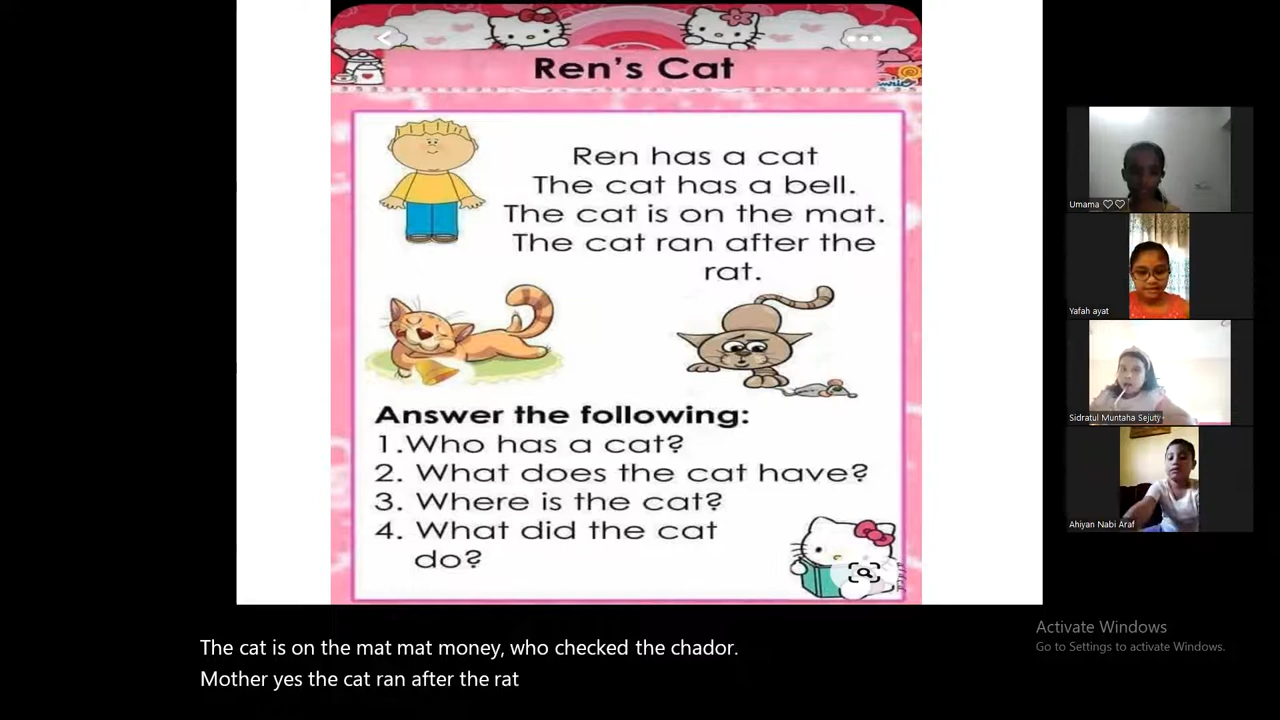 Ren's Cat
Ren has a cat
The cat has a bell.
The cat is on the mat.
The cat ran after the
rat.
Answer the following:
1.Who has a cat?
2. What does the cat have?
3. Where is the cat?
4. What did the cat
do?
Umama ♡♡
Yafah ayat
Sidratul Muntaha Sejuty
Ahiyan Nabi Araf
The cat is on the mat mat money, who checked the chador.
Mother yes the cat ran after the rat
Activate Windows
Go to Settings to activate Windows.